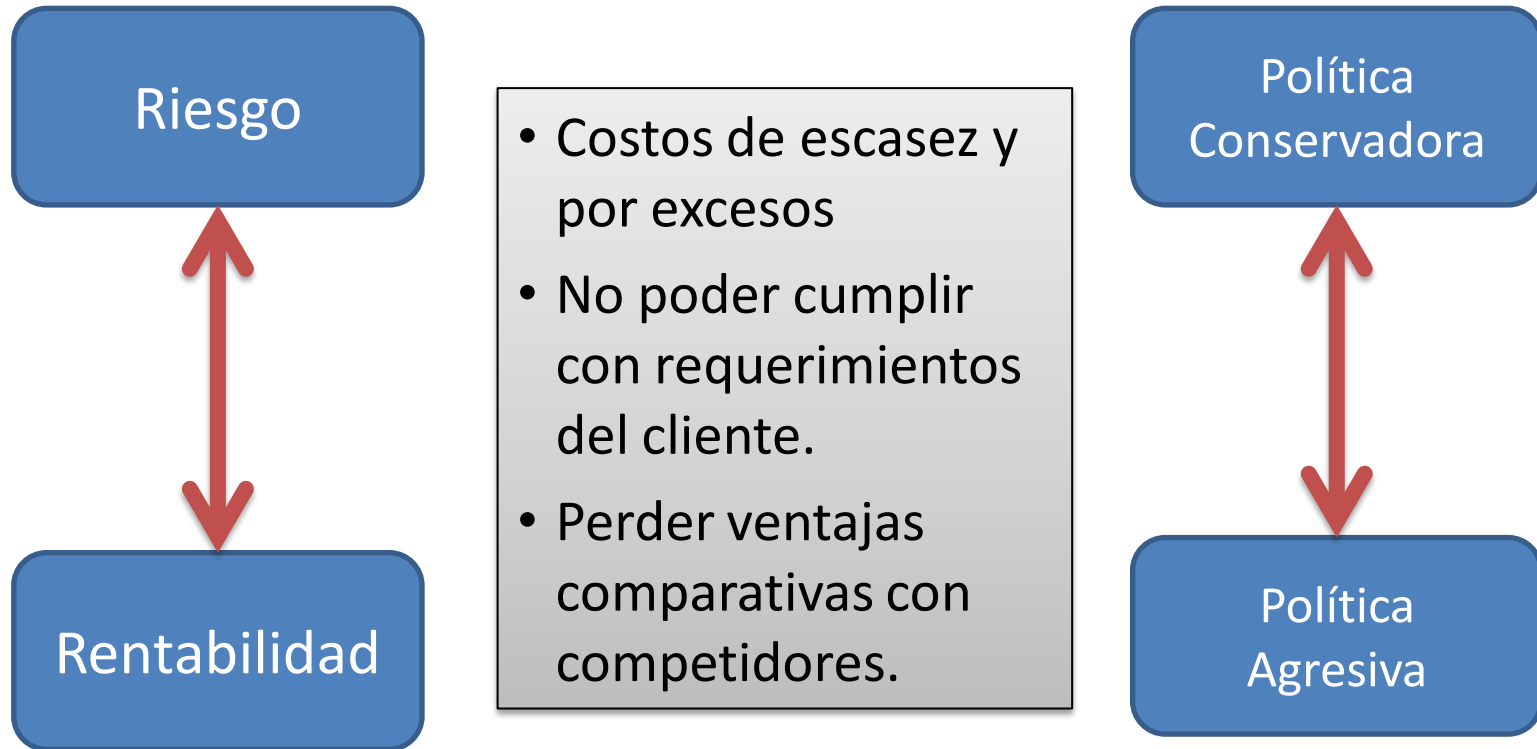 Riesgo
Rentabilidad
• Costos de escasez y
por excesos
• No poder cumplir
con requerimientos
del cliente.
• Perder ventajas
comparativas con
competidores.
Política
Conservadora
Política
Agresiva